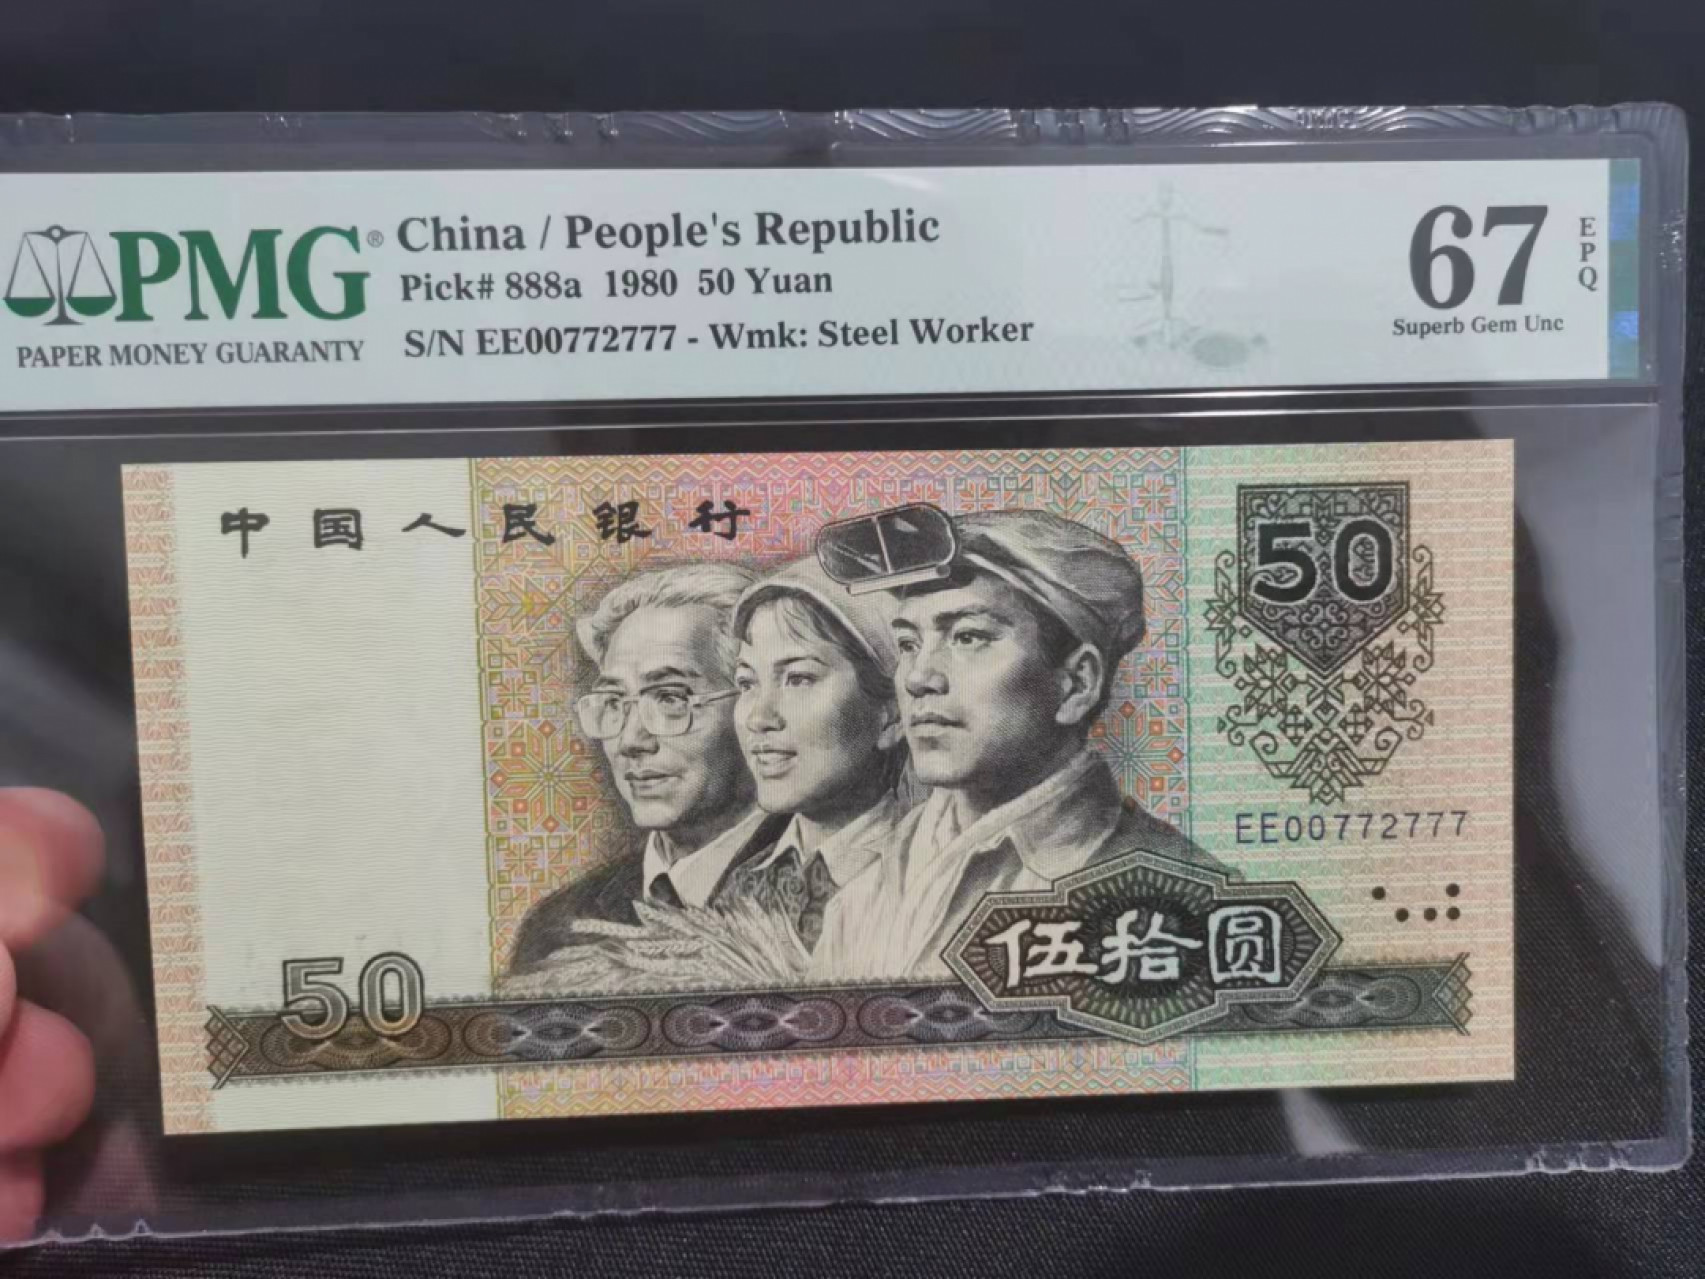 PMG®
PAPER MONEY GUARANTY
China / People's Republic
Pick# 888a 1980 50 Yuan
S/N EE00772777 - Wmk: Steel Worker
67
EPQ
Superb Gem Unc
中国人民银行
50
EE00772777
伍拾圆
50